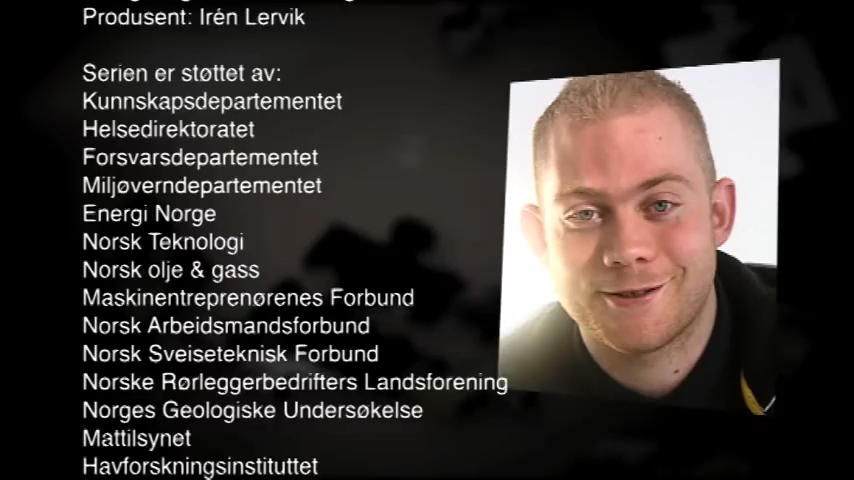 Produsent: Irén Lervik
Serien er støttet av:
Kunnskapsdepartementet
Helsedirektoratet
Forsvarsdepartementet
Miljøverndepartementet
Energi Norge
Norsk Teknologi
Norsk olje & gass
Maskinentreprenørenes Forbund
Norsk Arbeidsmandsforbund
Norsk Sveiseteknisk Forbund
Norske Rørleggerbedrifters Landsforening
Norges Geologiske Undersøkelse
Mattilsynet
Havforskningsinstituttet